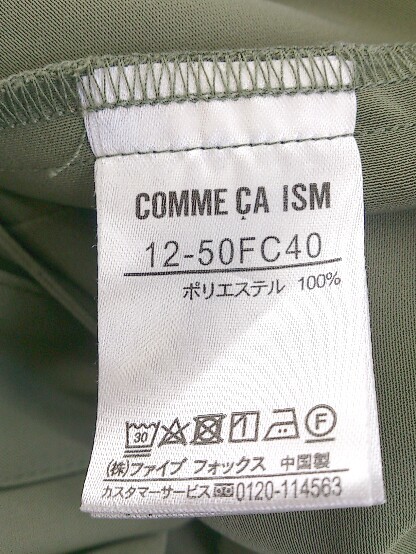 COMME ÇA ISM
12-50FC40
ポリエステル 100%
30 F
(株)ファイブ フォックス 中国製
カスタマーサービス 0120-114563